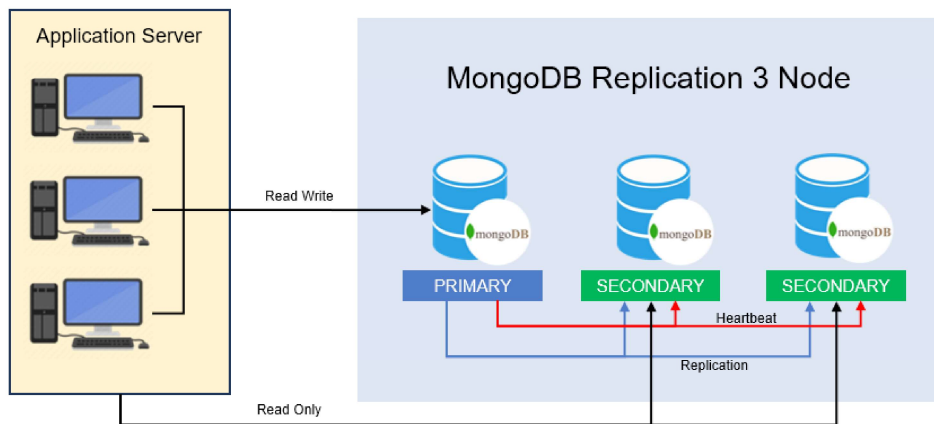 Application Server
MongoDB Replication 3 Node
Read Write
mongoDB
mongoDB
mongoDB
PRIMARY
SECONDARY
SECONDARY
Heartbeat
Replication
Read Only